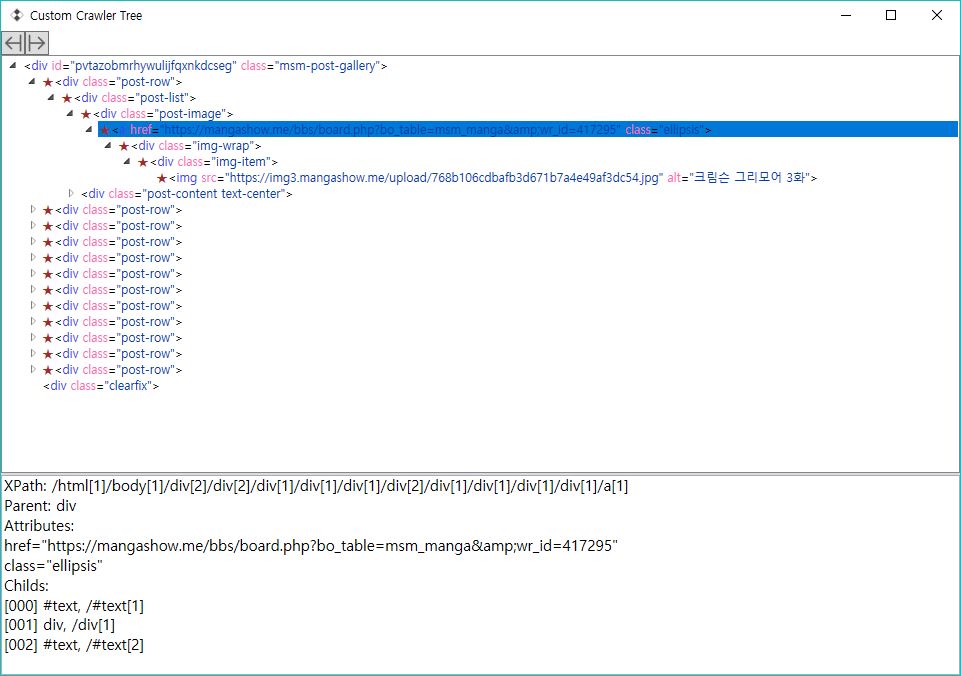 Custom Crawler Tree
<div id="pvtazobmrhywulijfqxnkdcseg" class="msm-post-gallery">
★<div class="post-row">
★<div class="post-list">
★<div class="post-image">
★<a href="https://mangashow.me/bbs/board.php?bo_table=msm_manga&amp;wr_id=417295" class="ellipsis">
★<div class="img-wrap">
★<div class="img-item">
★<img src="https://img3.mangashow.me/upload/768b106cdbafb3d671b7a4e49af3dc54.jpg" alt="크림슨 그리모어 3화">
<div class="post-content text-center">
★<div class="post-row">
★<div class="post-row">
★<div class="post-row">
★<div class="post-row">
★<div class="post-row">
★<div class="post-row">
★<div class="post-row">
★<div class="post-row">
★<div class="post-row">
★<div class="post-row">
★<div class="post-row">
<div class="clearfix">
XPath: /html[1]/body[1]/div[2]/div[2]/div[1]/div[1]/div[1]/div[2]/div[1]/div[1]/div[1]/div[1]/a[1]
Parent: div
Attributes:
href="https://mangashow.me/bbs/board.php?bo_table=msm_manga&amp;wr_id=417295"
class="ellipsis"
Childs:
[000] #text, /#text[1]
[001] div, /div[1]
[002] #text, /#text[2]